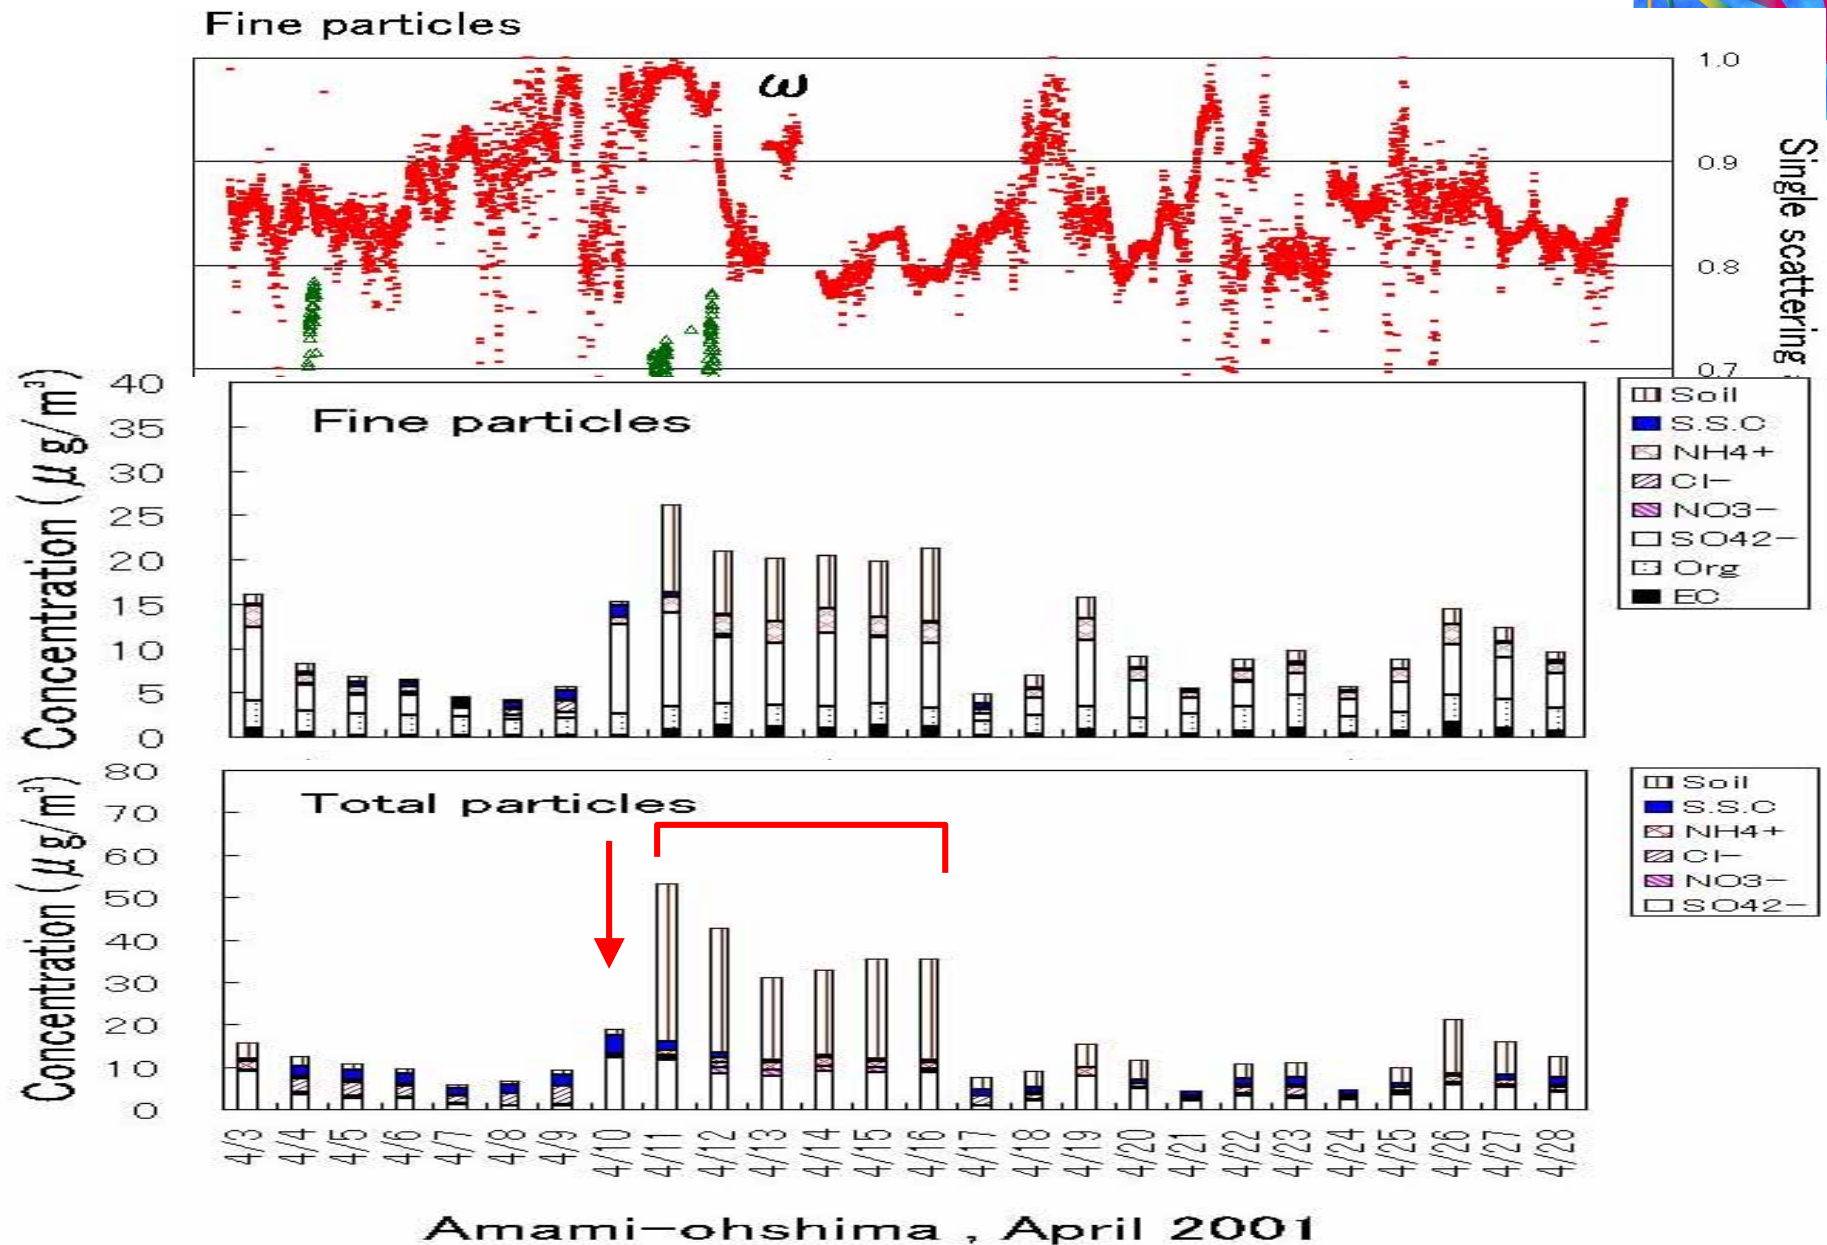 Fine particles
ω
1.0
0.9
0.8
0.7
Single scattering
Concentration (μg/m³)
40
35
30
25
20
15
10
5
0
Fine particles
Soil
S.S.C
NH4+
Cl-
NO3-
SO42-
Org
EC
Concentration (μg/m³)
80
70
60
50
40
30
20
10
0
Total particles
Soil
S.S.C
NH4+
Cl-
NO3-
SO42-
4/3 4/4 4/5 4/6 4/7 4/8 4/9 4/10 4/11 4/12 4/13 4/14 4/15 4/16 4/17 4/18 4/19 4/20 4/21 4/22 4/23 4/24 4/25 4/26 4/27 4/28
Amami-ohshima , April 2001